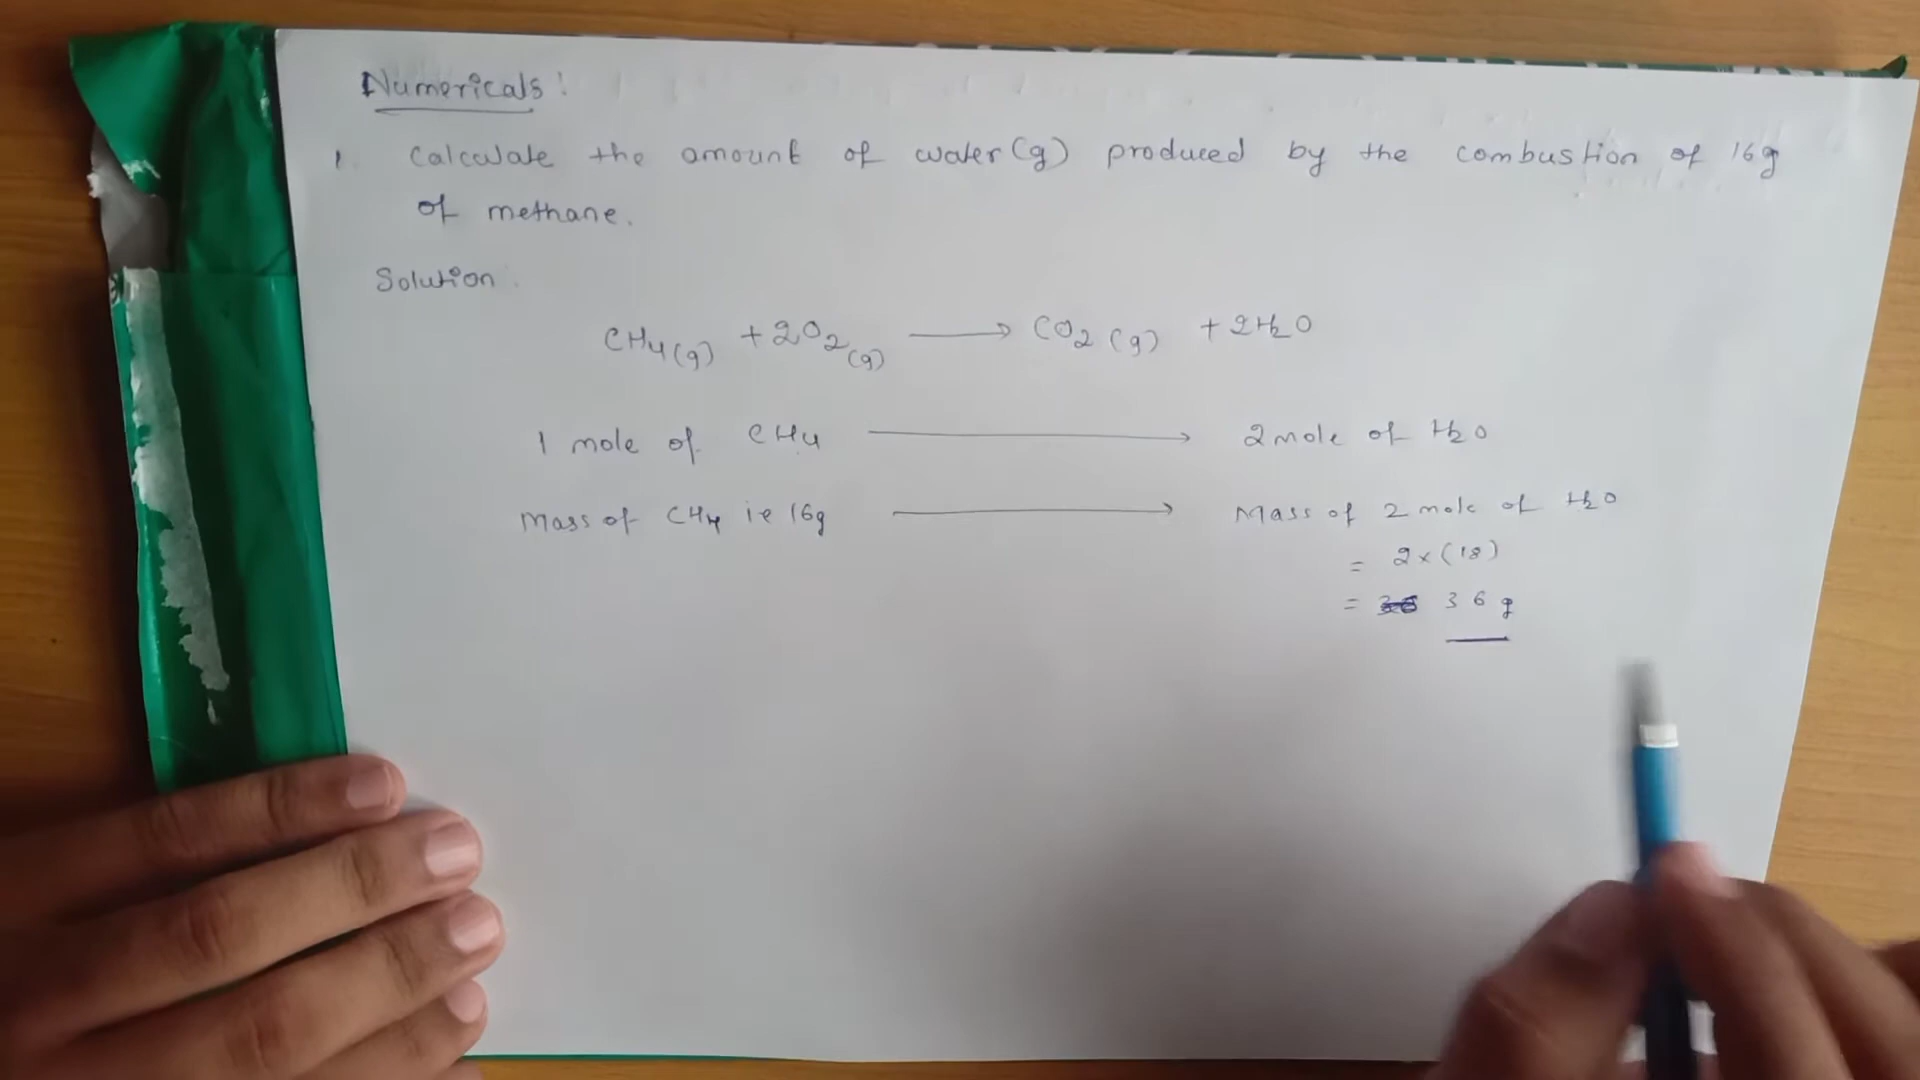 Numericals:
1. Calculate the amount of water(g) produced by the combustion of 16g
of methane.
Solution.
CH4(g) + 2O2(g) → CO2(g) + 2H2O
1 mole of CH4 → 2 mole of H2O
Mass of CH4 ie 16g → Mass of 2 mole of H2O
= 2×(18)
= 36 g